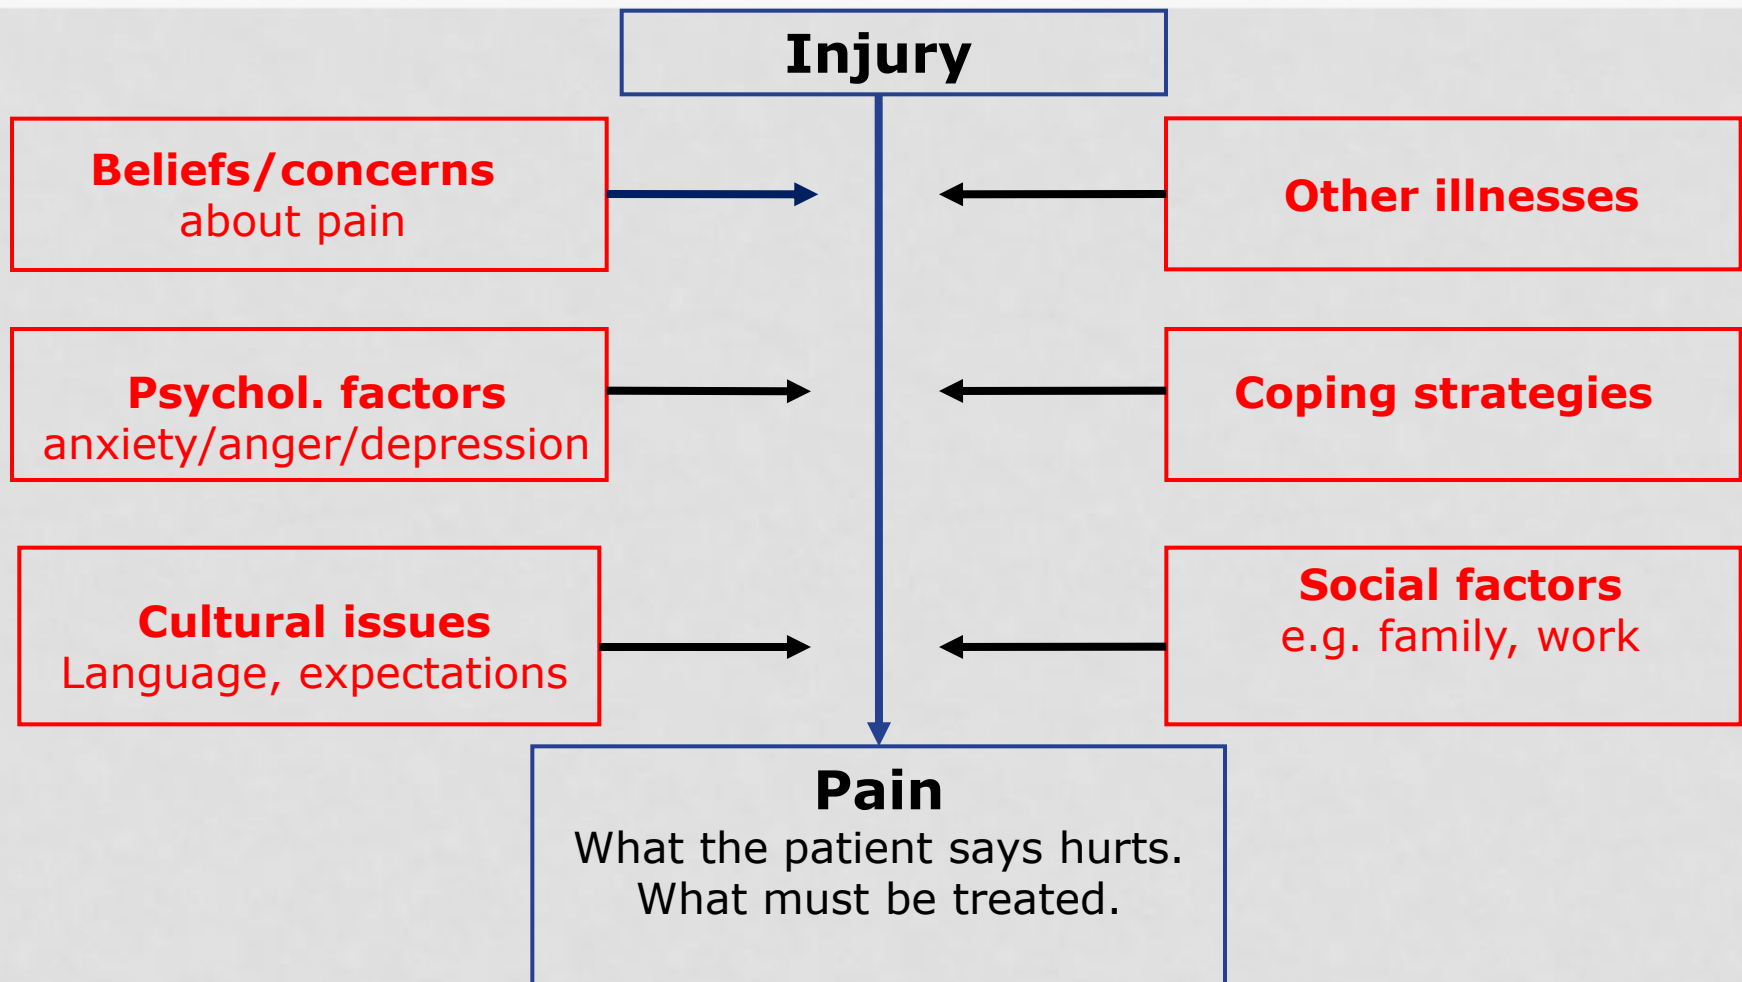 Injury
Beliefs/concerns
about pain
Other illnesses
Psychol. factors
anxiety/anger/depression
Coping strategies
Cultural issues
Language, expectations
Social factors
e.g. family, work
Pain
What the patient says hurts.
What must be treated.